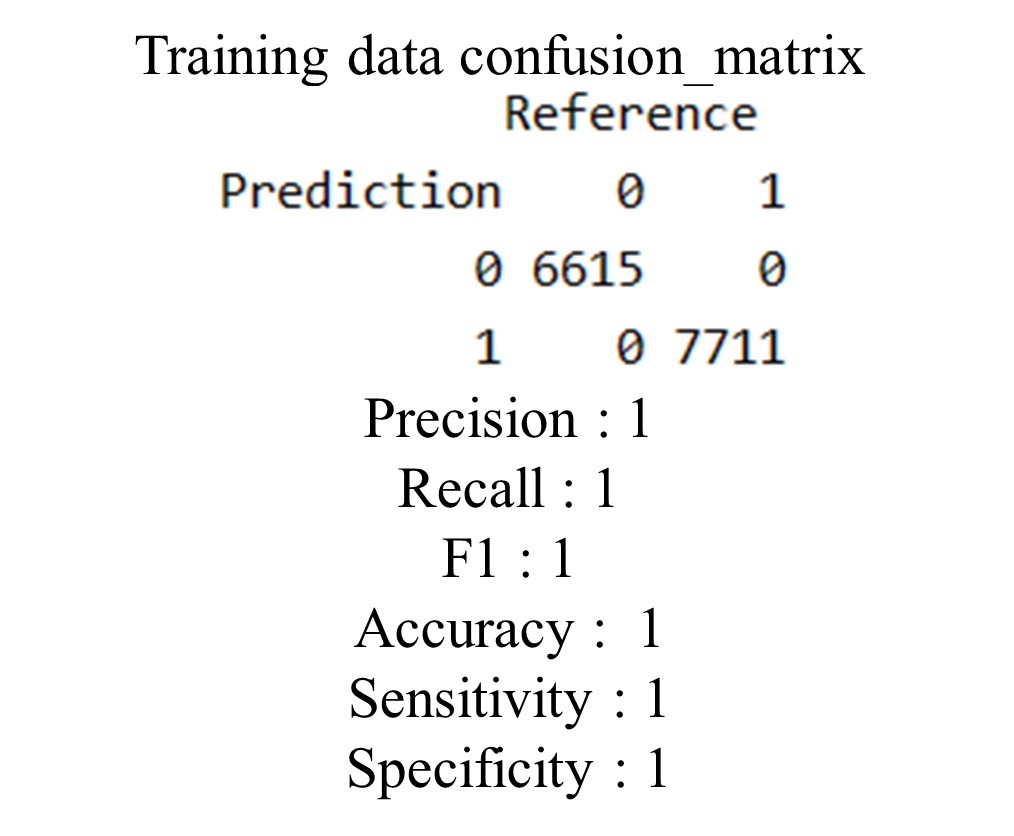 Training data confusion_matrix
Reference
Prediction 0 1
0 6615 0
1 0 7711
Precision : 1
Recall : 1
F1 : 1
Accuracy : 1
Sensitivity : 1
Specificity : 1